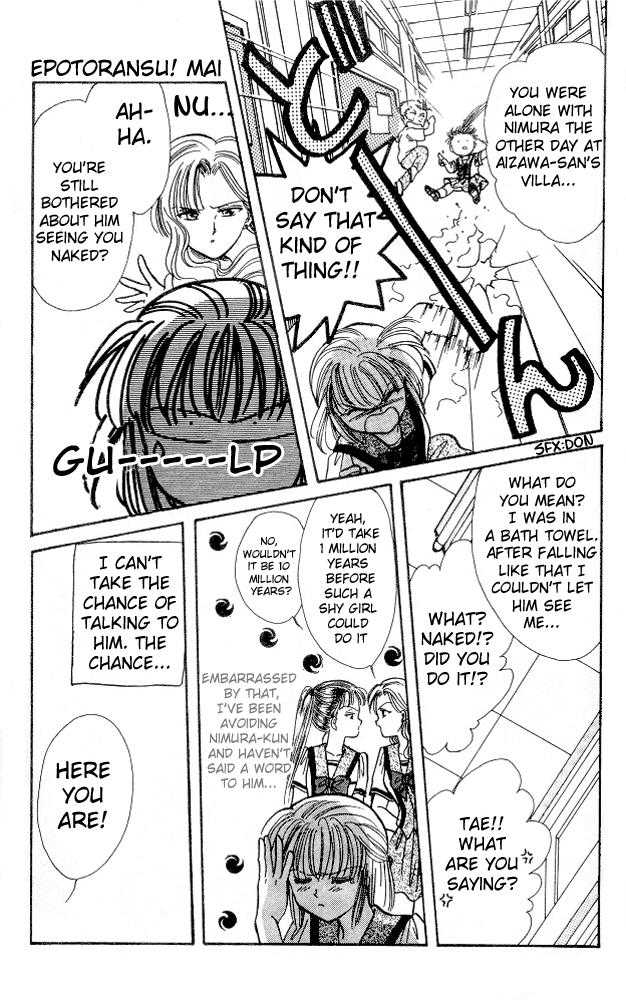 EPOTORANSU! MAI
YOU WERE
ALONE WITH
NIMURA THE
OTHER DAY AT
AIZAWA-SAN'S
VILLA...
ど
ーん
DON'T
SAY THAT
KIND OF
THING!!
SFX:DON
NU...
AH-
HA.
YOU'RE
STILL
BOTHERED
ABOUT HIM
SEEING YOU
NAKED?
GU-----LP
WHAT DO
YOU MEAN?
I WAS IN
A BATH TOWEL.
AFTER FALLING
LIKE THAT I
COULDN'T LET
HIM SEE
ME...
WHAT?
NAKED!?
DID YOU
DO IT!?
TAE!!
WHAT
ARE YOU
SAYING?
YEAH,
IT'D TAKE
1 MILLION
YEARS
BEFORE
SUCH A
SHY GIRL
COULD
DO IT
NO,
WOULDN'T
IT BE 10
MILLION
YEARS?
EMBARRASSED
BY THAT,
I'VE BEEN
AVOIDING
NIMURA-KUN
AND HAVEN'T
SAID A WORD
TO HIM...
I CAN'T
TAKE THE
CHANCE OF
TALKING TO
HIM. THE
CHANCE...
HERE
YOU
ARE!